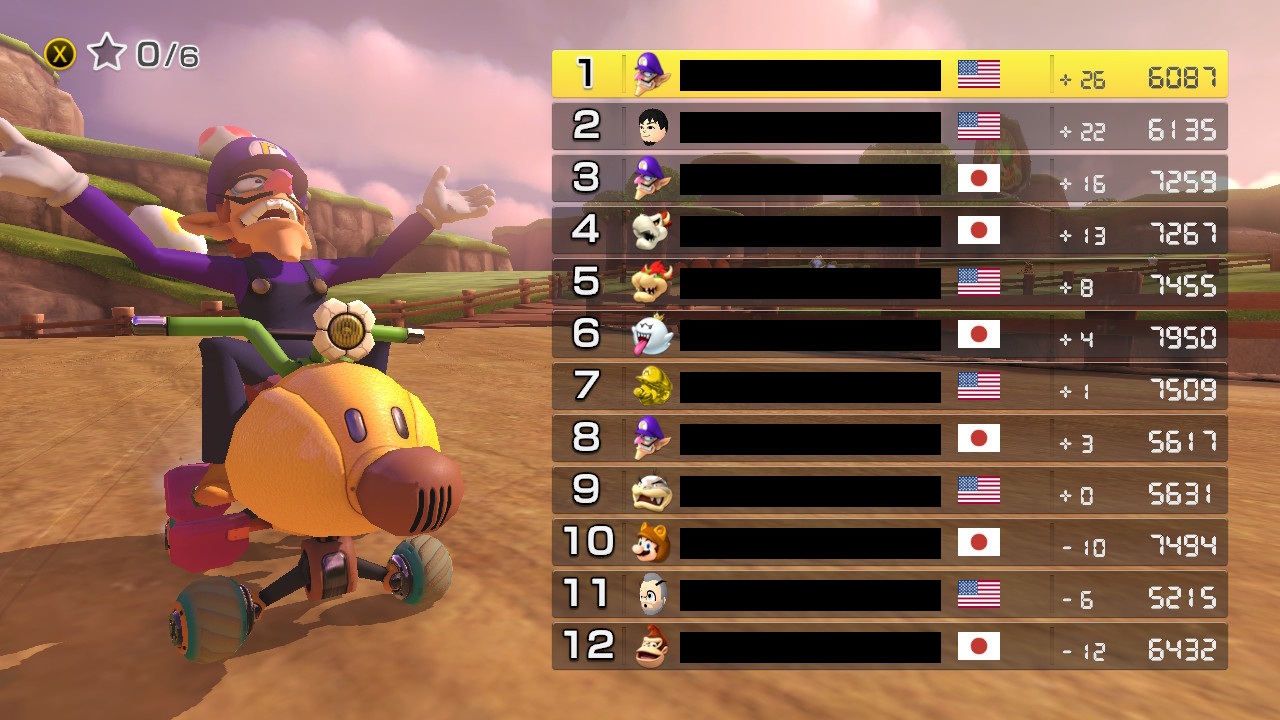 X 0/6
1 + 26 6087
2 + 22 6135
3 + 16 7259
4 + 13 7267
5 + 8 7455
6 + 4 7950
7 + 1 7509
8 + 3 5617
9 + 0 5631
10 - 10 7494
11 - 6 5215
12 - 12 6432